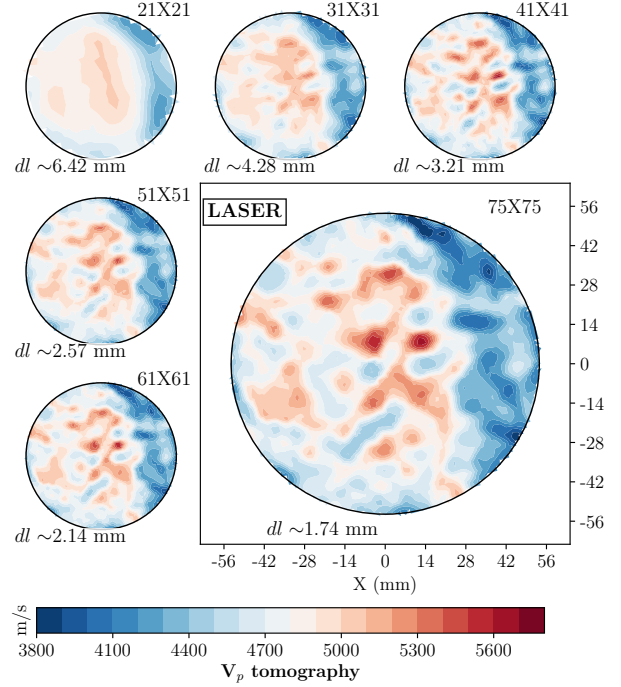 21X21
31X31
41X41
dl ~6.42 mm
dl ~4.28 mm
dl ~3.21 mm
51X51
LASER
75X75
56
42
28
14
0
-14
-28
-42
-56
dl ~2.57 mm
61X61
dl ~2.14 mm
dl ~1.74 mm
-56 -42 -28 -14 0 14 28 42 56
X (mm)
m/s
3800 4100 4400 4700 5000 5300 5600
Vp tomography